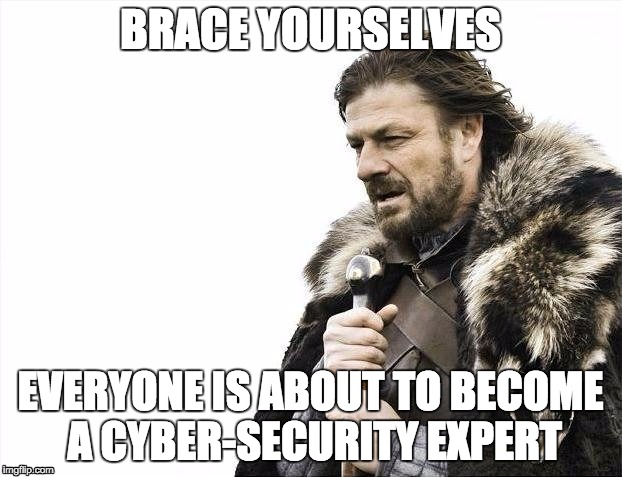 BRACE YOURSELVES
EVERYONE IS ABOUT TO BECOME
A CYBER-SECURITY EXPERT
imgflip.com